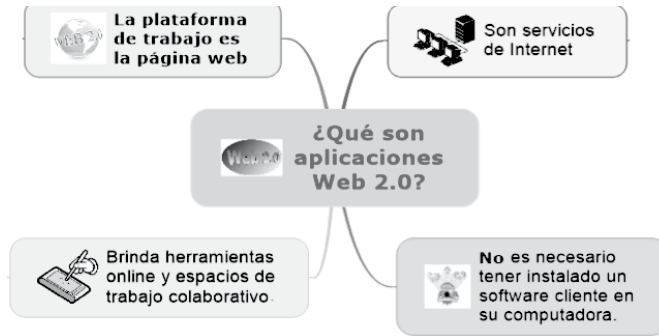 La plataforma
de trabajo es
la página web
Son servicios
de Internet
Web 2.0
¿Qué son
aplicaciones
Web 2.0?
Brinda herramientas
online y espacios de
trabajo colaborativo.
No es necesario
tener instalado un
software cliente en
su computadora.